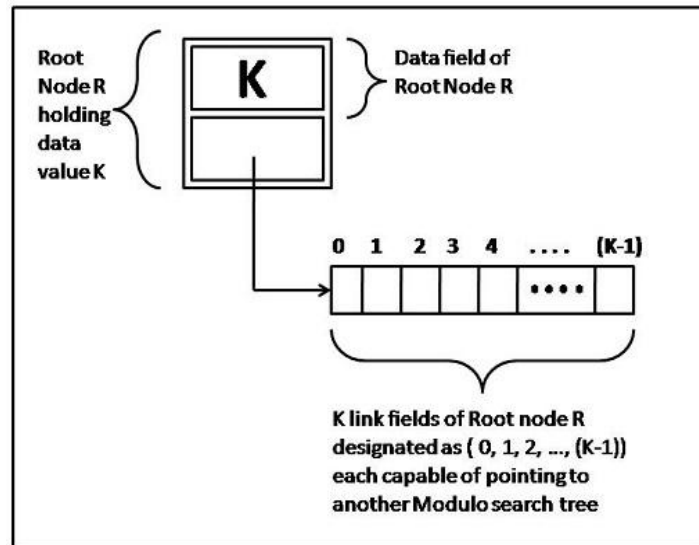 Root
Node R
holding
data
value K
K
Data field of
Root Node R
0 1 2 3 4 .... (K-1)
••••
K link fields of Root node R
designated as ( 0, 1, 2, ..., (K-1))
each capable of pointing to
another Modulo search tree